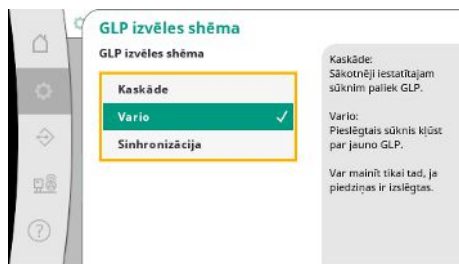 GLP izvēles shēma
GLP izvēles shēma
Kaskāde
Vario
Sinhronizācija
Kaskāde:
Sākotnēji iestatītajam
sūknim paliek GLP.
Vario:
Pieslēgtais sūknis kļūst
par jauno GLP.
Var mainīt tikai tad, ja
piedziņas ir izslēgtas.